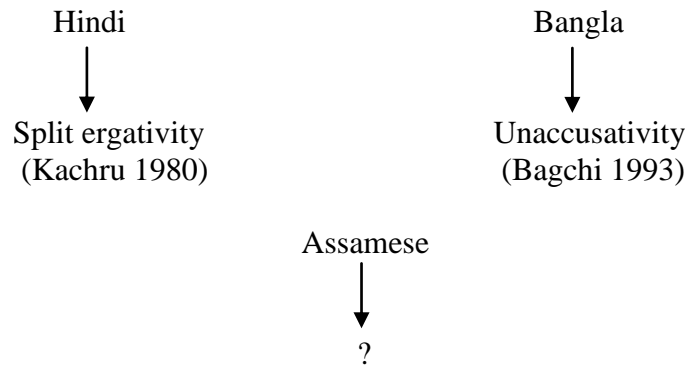 Hindi
Bangla
Split ergativity
(Kachru 1980)
Unaccusativity
(Bagchi 1993)
Assamese
?